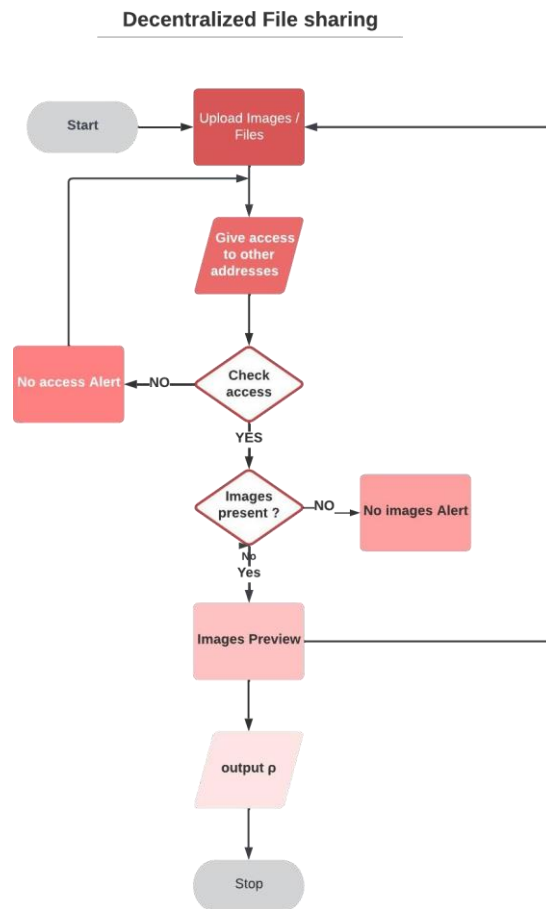 Decentralized File sharing
Start
Upload Images /
Files
Give access
to other
addresses
No access Alert
NO
Check
access
YES
Images
present ?
NO
No images Alert
No
Yes
Images Preview
output ρ
Stop